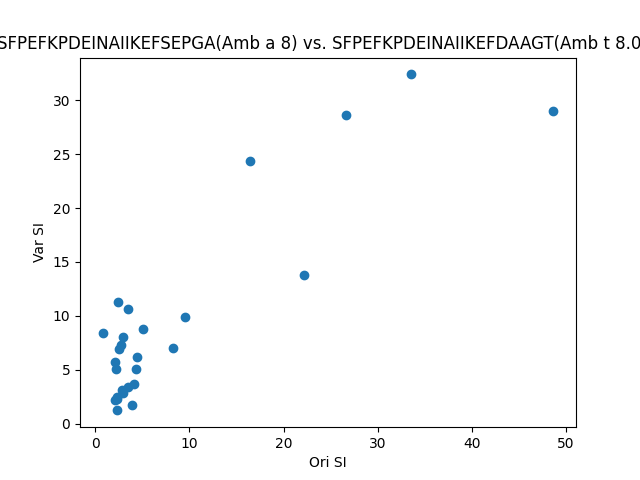 SFPEFKPDEINAIIKEFSEPGA(Amb a 8) vs. SFPEFKPDEINAIIKEFDAAGT(Amb t 8.0
30
25
20
15
10
5
0
Var SI
0 10 20 30 40 50
Ori SI